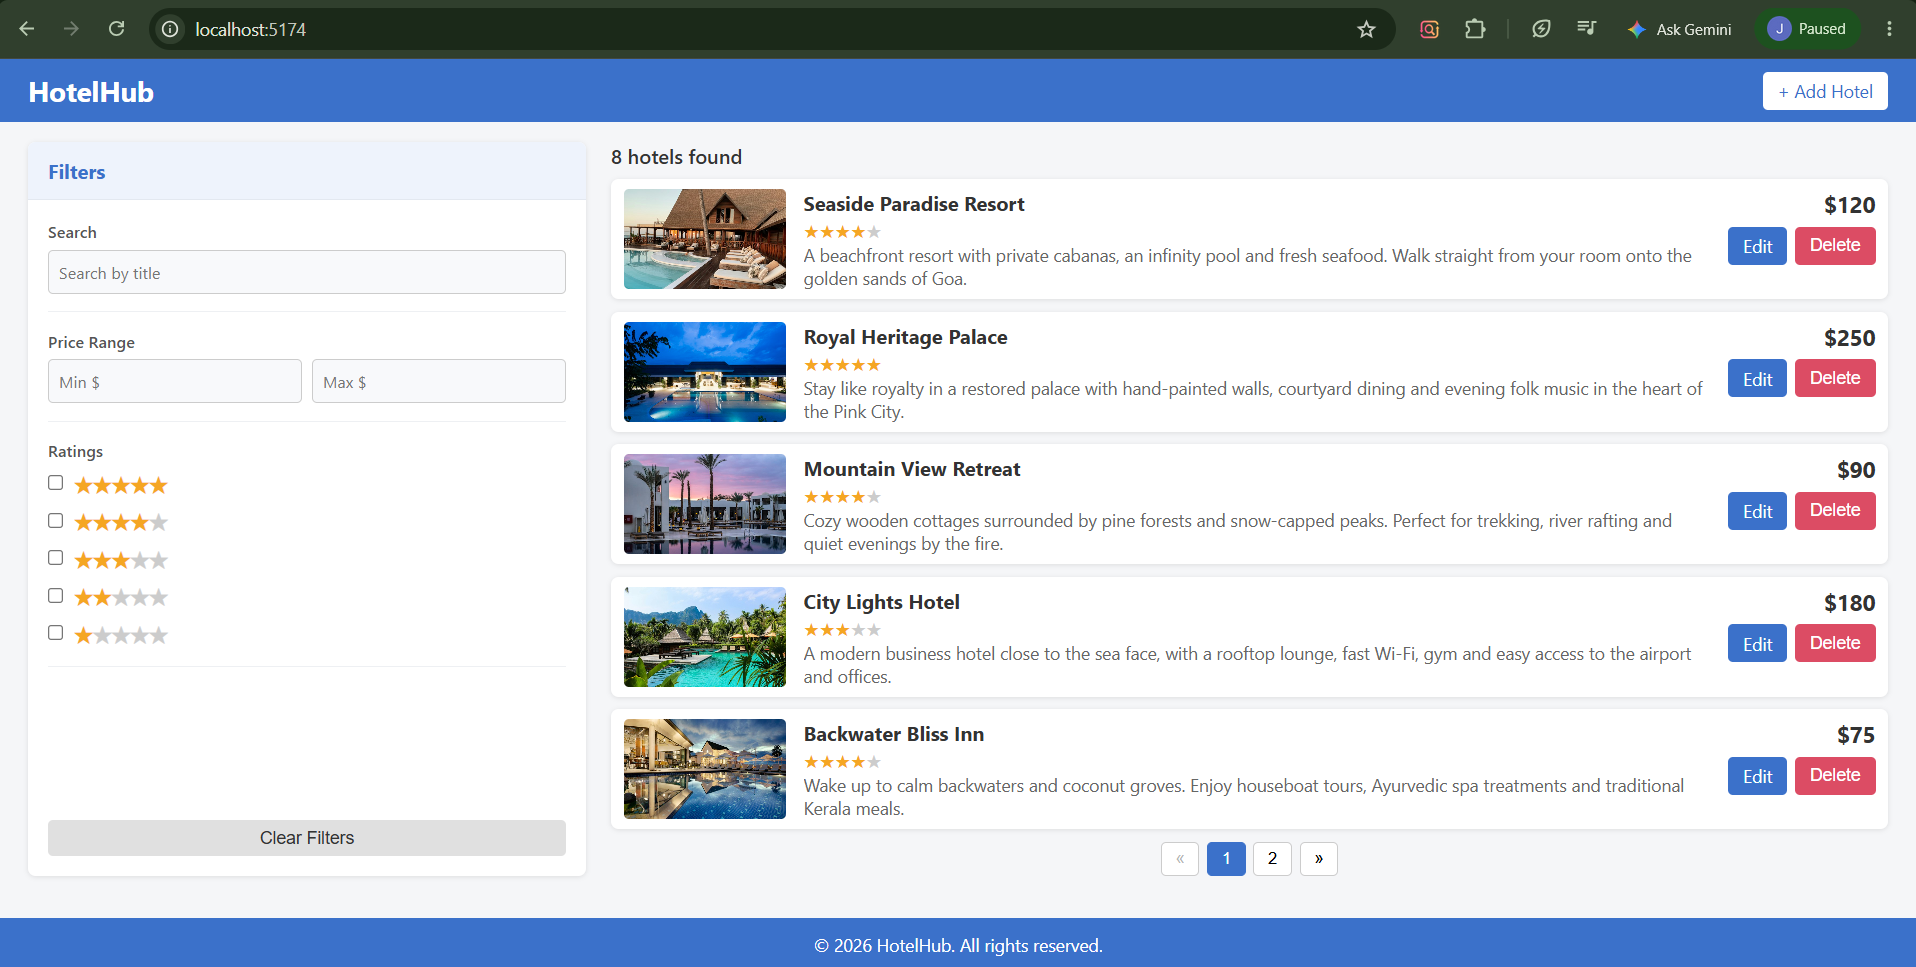 localhost:5174
Ask Gemini
J
Paused
HotelHub
+ Add Hotel
Filters
Search
Search by title
Price Range
Min $
Max $
Ratings
Clear Filters
8 hotels found
Seaside Paradise Resort
$120
A beachfront resort with private cabanas, an infinity pool and fresh seafood. Walk straight from your room onto the
golden sands of Goa.
Edit
Delete
Royal Heritage Palace
$250
Stay like royalty in a restored palace with hand-painted walls, courtyard dining and evening folk music in the heart of
the Pink City.
Edit
Delete
Mountain View Retreat
$90
Cozy wooden cottages surrounded by pine forests and snow-capped peaks. Perfect for trekking, river rafting and
quiet evenings by the fire.
Edit
Delete
City Lights Hotel
$180
A modern business hotel close to the sea face, with a rooftop lounge, fast Wi-Fi, gym and easy access to the airport
and offices.
Edit
Delete
Backwater Bliss Inn
$75
Wake up to calm backwaters and coconut groves. Enjoy houseboat tours, Ayurvedic spa treatments and traditional
Kerala meals.
Edit
Delete
« 1 2 »
© 2026 HotelHub. All rights reserved.